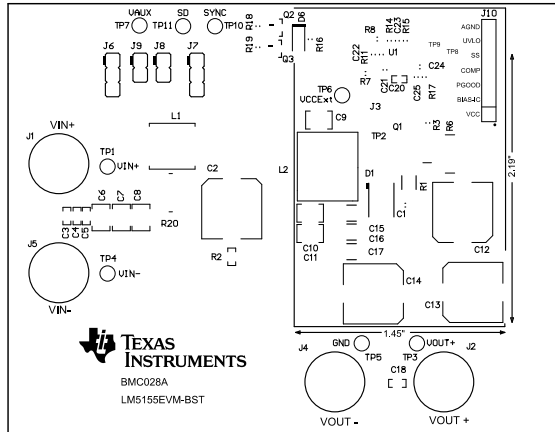 VAUX SD SYNC
TP7 TP11 TP10
R18
R19
Q2
Q3
D6
R16
R8
R14
C23
R15
U1
C22
R11
TP9
TP8
J10
AGND
UVLO
SS
COMP
PGOOD
BIAS-IC
VCC
J6 J9 J8 J7
R7
C21
C20
C24
C25
R17
TP6
VCCExt
J3
C9
TP2
Q1
R3
R6
L1
L2
J1
VIN+
TP1
VIN+
C2
D1
R1
C1
2.19"
C6
C7
C8
C3
C4
C5
R20
R2
C10
C11
C15
C16
C17
C12
J5
TP4
VIN-
VIN-
C14
C13
1.45"
TEXAS
INSTRUMENTS
BMC028A
LM5155EVM-BST
J4
GND
TP5
TP3
VOUT+
J2
C18
VOUT -
VOUT +